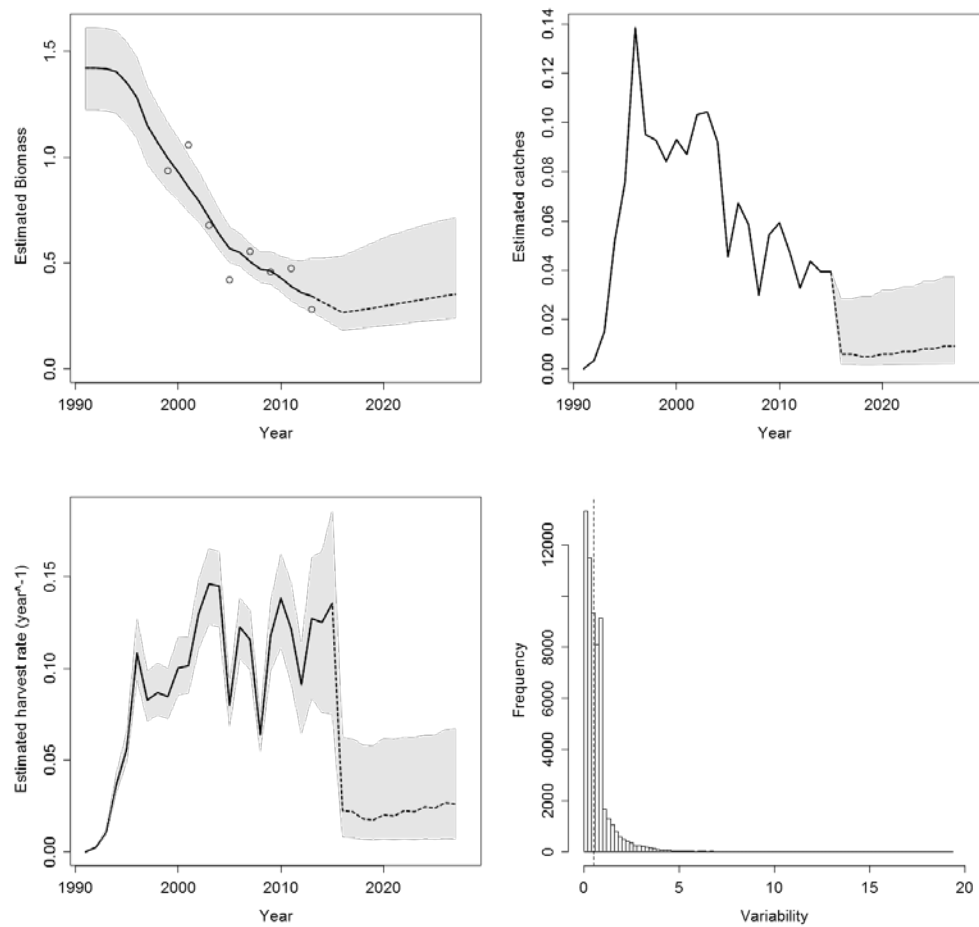 Estimated Biomass
0.0 0.5 1.0 1.5
1990 2000 2010 2020
Year
Estimated catches
0.00 0.02 0.04 0.06 0.08 0.10 0.12 0.14
1990 2000 2010 2020
Year
Estimated harvest rate (year^-1)
0.00 0.05 0.10 0.15
1990 2000 2010 2020
Year
Frequency
0 2000 4000 6000 8000 12000
0 5 10 15 20
Variability